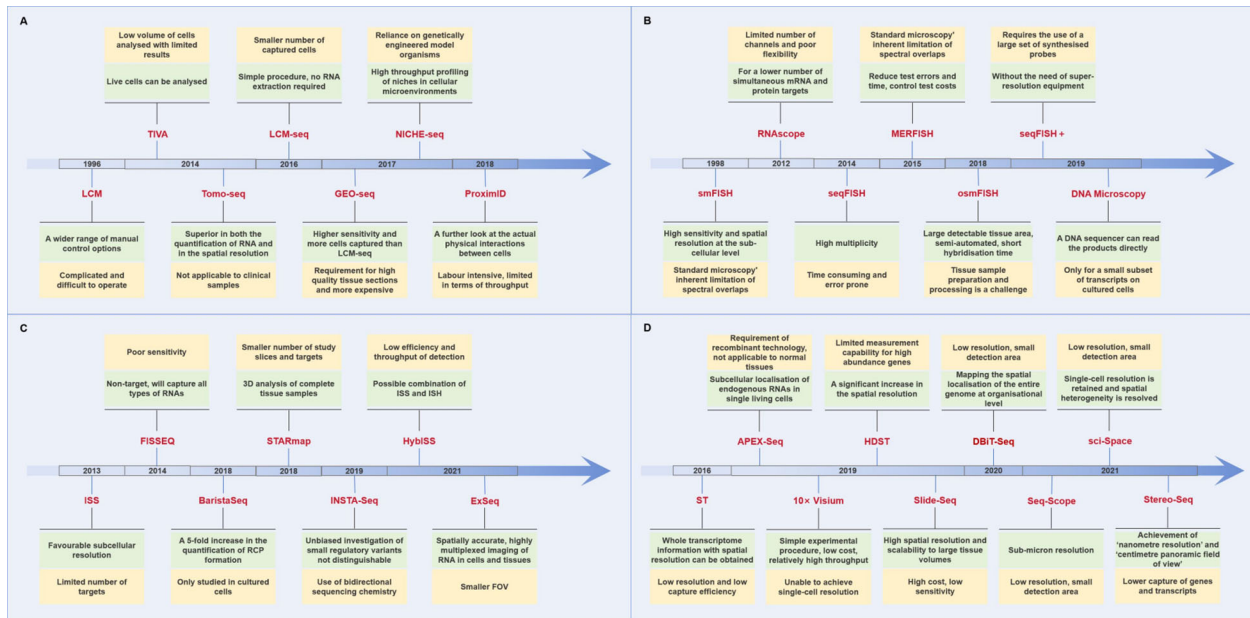 A
Low volume of cells
analysed with limited
results
Live cells can be analysed
TIVA
Smaller number of
captured cells
Simple procedure, no RNA
extraction required
LCM-seq
Reliance on genetically
engineered model
organisms
High throughput profiling
of niches in cellular
microenvironments
NICHE-seq
1996
2014
2016
2017
2018
LCM
A wider range of manual
control options
Complicated and
difficult to operate
Tomo-seq
Superior in both the
quantification of RNA and
in the spatial resolution
Not applicable to clinical
samples
GEO-seq
Higher sensitivity and
more cells captured than
LCM-seq
Requirement for high
quality tissue sections
and more expensive
ProximID
A further look at the actual
physical interactions
between cells
Labour intensive, limited
in terms of throughput
B
Limited number of
channels and poor
flexibility
For a lower number of
simultaneous mRNA and
protein targets
RNAscope
Standard microscopy'
inherent limitation of
spectral overlaps
Reduce test errors and
time, control test costs
MERFISH
Requires the use of a
large set of synthesised
probes
Without the need of super-
resolution equipment
seqFISH +
1998
2012
2014
2015
2018
2019
smFISH
High sensitivity and spatial
resolution at the sub-
cellular level
Standard microscopy'
inherent limitation of
spectral overlaps
seqFISH
High multiplicity
Time consuming and
error prone
osmFISH
Large detectable tissue area,
semi-automated, short
hybridisation time
Tissue sample
preparation and
processing is a challenge
DNA Microscopy
A DNA sequencer can read
the products directly
Only for a small subset
of transcripts on
cultured cells
C
Poor sensitivity
Non-target, will capture all
types of RNAs
FISSEQ
Smaller number of study
slices and targets
3D analysis of complete
tissue samples
STARmap
Low efficiency and
throughput of detection
Possible combination of
ISS and ISH
HybISS
2013
2014
2018
2018
2019
2021
ISS
Favourable subcellular
resolution
Limited number of
targets
BaristaSeq
A 5-fold increase in the
quantification of RCP
formation
Only studied in cultured
cells
INSTA-Seq
Unbiased investigation of
small regulatory variants
not distinguishable
Use of bidirectional
sequencing chemistry
ExSeq
Spatially accurate, highly
multiplexed imaging of
RNA in cells and tissues
Smaller FOV
D
Requirement of
recombinant technology,
not applicable to normal
tissues
Subcellular localisation of
endogenous RNAs in
single living cells
APEX-Seq
Limited measurement
capability for high
abundance genes
A significant increase in
the spatial resolution
HDST
Low resolution, small
detection area
Mapping the spatial
localisation of the entire
genome at organisational
level
DBiT-Seq
Low resolution, small
detection area
Single-cell resolution is
retained and spatial
heterogeneity is resolved
sci-Space
2016
2019
2020
2021
ST
Whole transcriptome
information with spatial
resolution can be obtained
Low resolution and low
capture efficiency
10× Visium
Simple experimental
procedure, low cost,
relatively high throughput
Unable to achieve
single-cell resolution
Slide-Seq
High spatial resolution and
scalability to large tissue
volumes
High cost, low
sensitivity
Seq-Scope
Sub-micron resolution
Low resolution, small
detection area
Stereo-Seq
Achievement of
'nanometre resolution' and
'centimetre panoramic field
of view'
Lower capture of genes
and transcripts